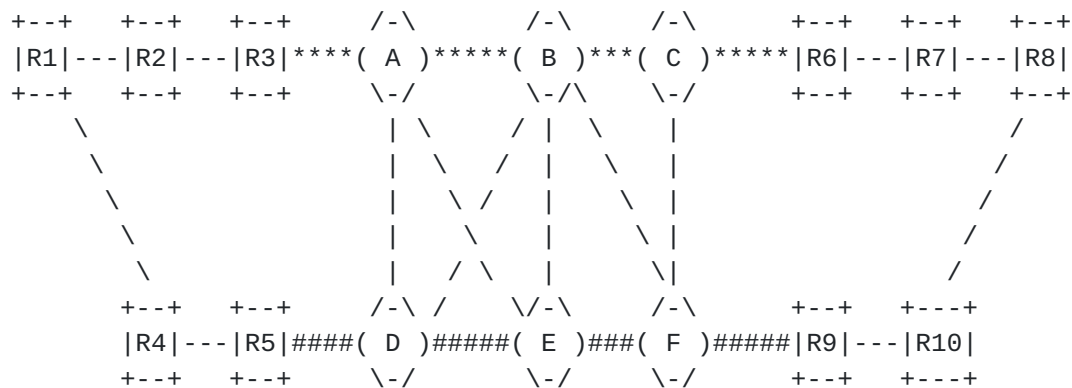 +--+   +--+   +--+       /-\         /-\     /-\        +--+   +--+   +--+
|R1|---|R2|---|R3|****( A )*****( B )***( C )*****|R6|---|R7|---|R8|
+--+   +--+   +--+       \-/         \-/\    \-/        +--+   +--+   +--+
\                   | \     / |  \    |                     /
\                  |  \   /  |   \   |                    /
\                 |   \ /   |    \  |                   /
\                |    \    |     \ |                  /
\               |   / \   |      \|                 /
+--+   +--+     /-\ /    \/-\     /-\       +--+   +---+
|R4|---|R5|####( D )#####( E )###( F )#####|R9|---|R10|
+--+   +--+     \-/       \-/     \-/       +--+   +---+